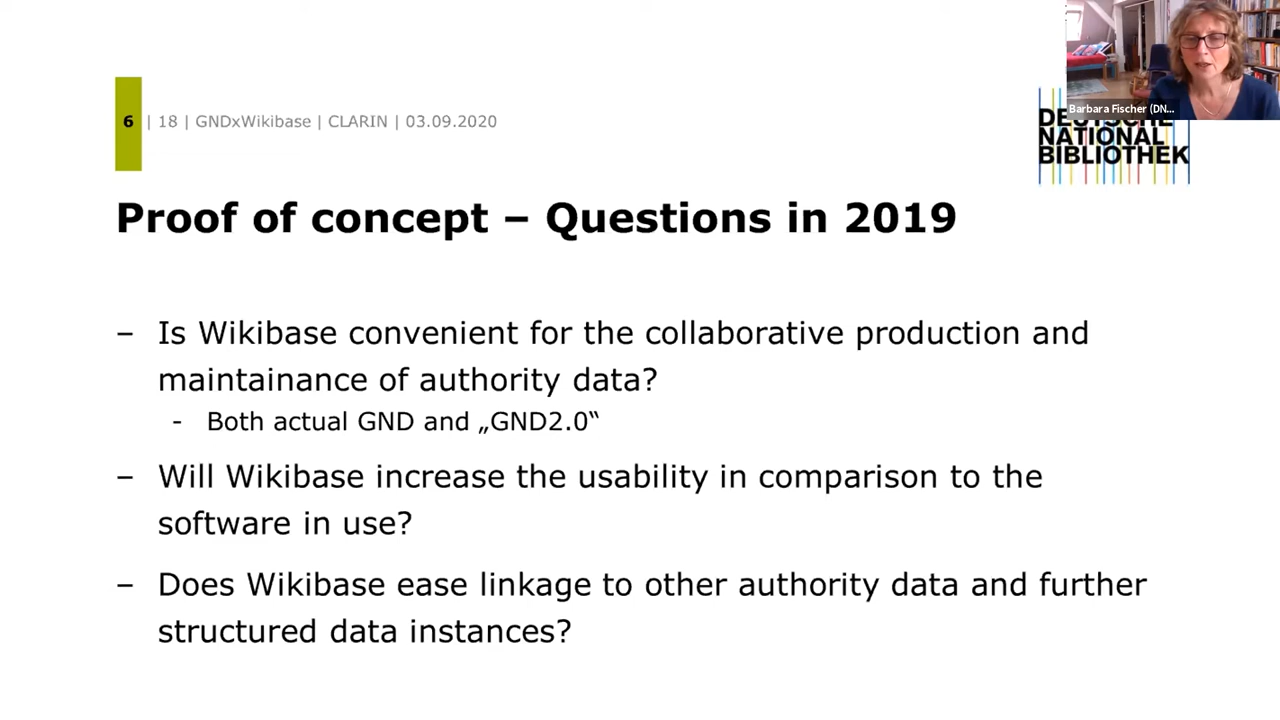 Barbara Fischer (DN...
6 | 18 | GNDxWikibase | CLARIN | 03.09.2020
DEUTSCHE
NATIONAL
BIBLIOTHEK
Proof of concept – Questions in 2019
– Is Wikibase convenient for the collaborative production and
maintainance of authority data?
- Both actual GND and „GND2.0‟
– Will Wikibase increase the usability in comparison to the
software in use?
– Does Wikibase ease linkage to other authority data and further
structured data instances?